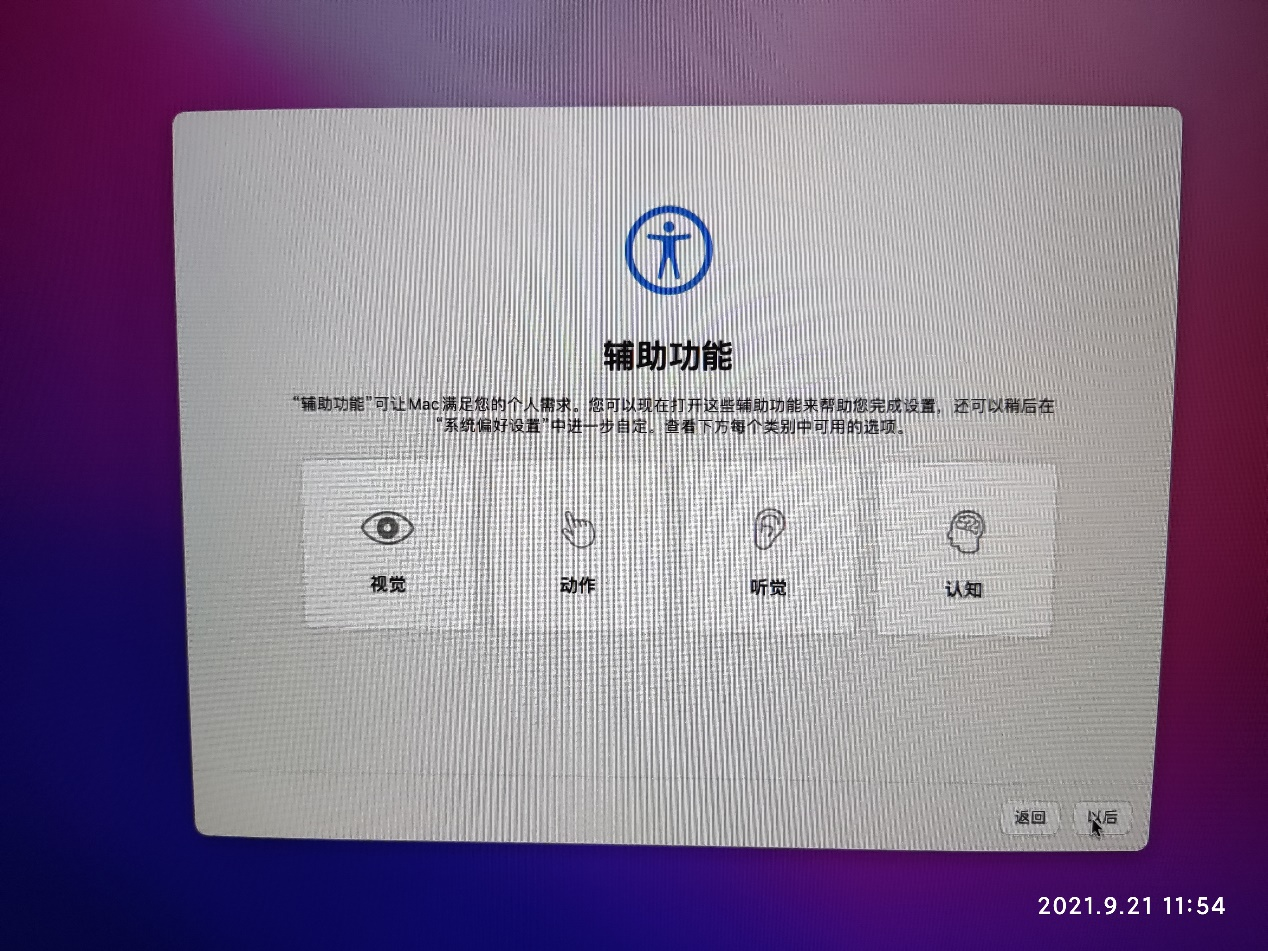 辅助功能
“辅助功能”可让Mac满足您的个人需求。您可以现在打开这些辅助功能来帮助您完成设置，还可以稍后在
“系统偏好设置”中进一步自定。查看下方每个类别中可用的选项。
视觉
动作
听觉
认知
返回
以后
2021.9.21 11:54